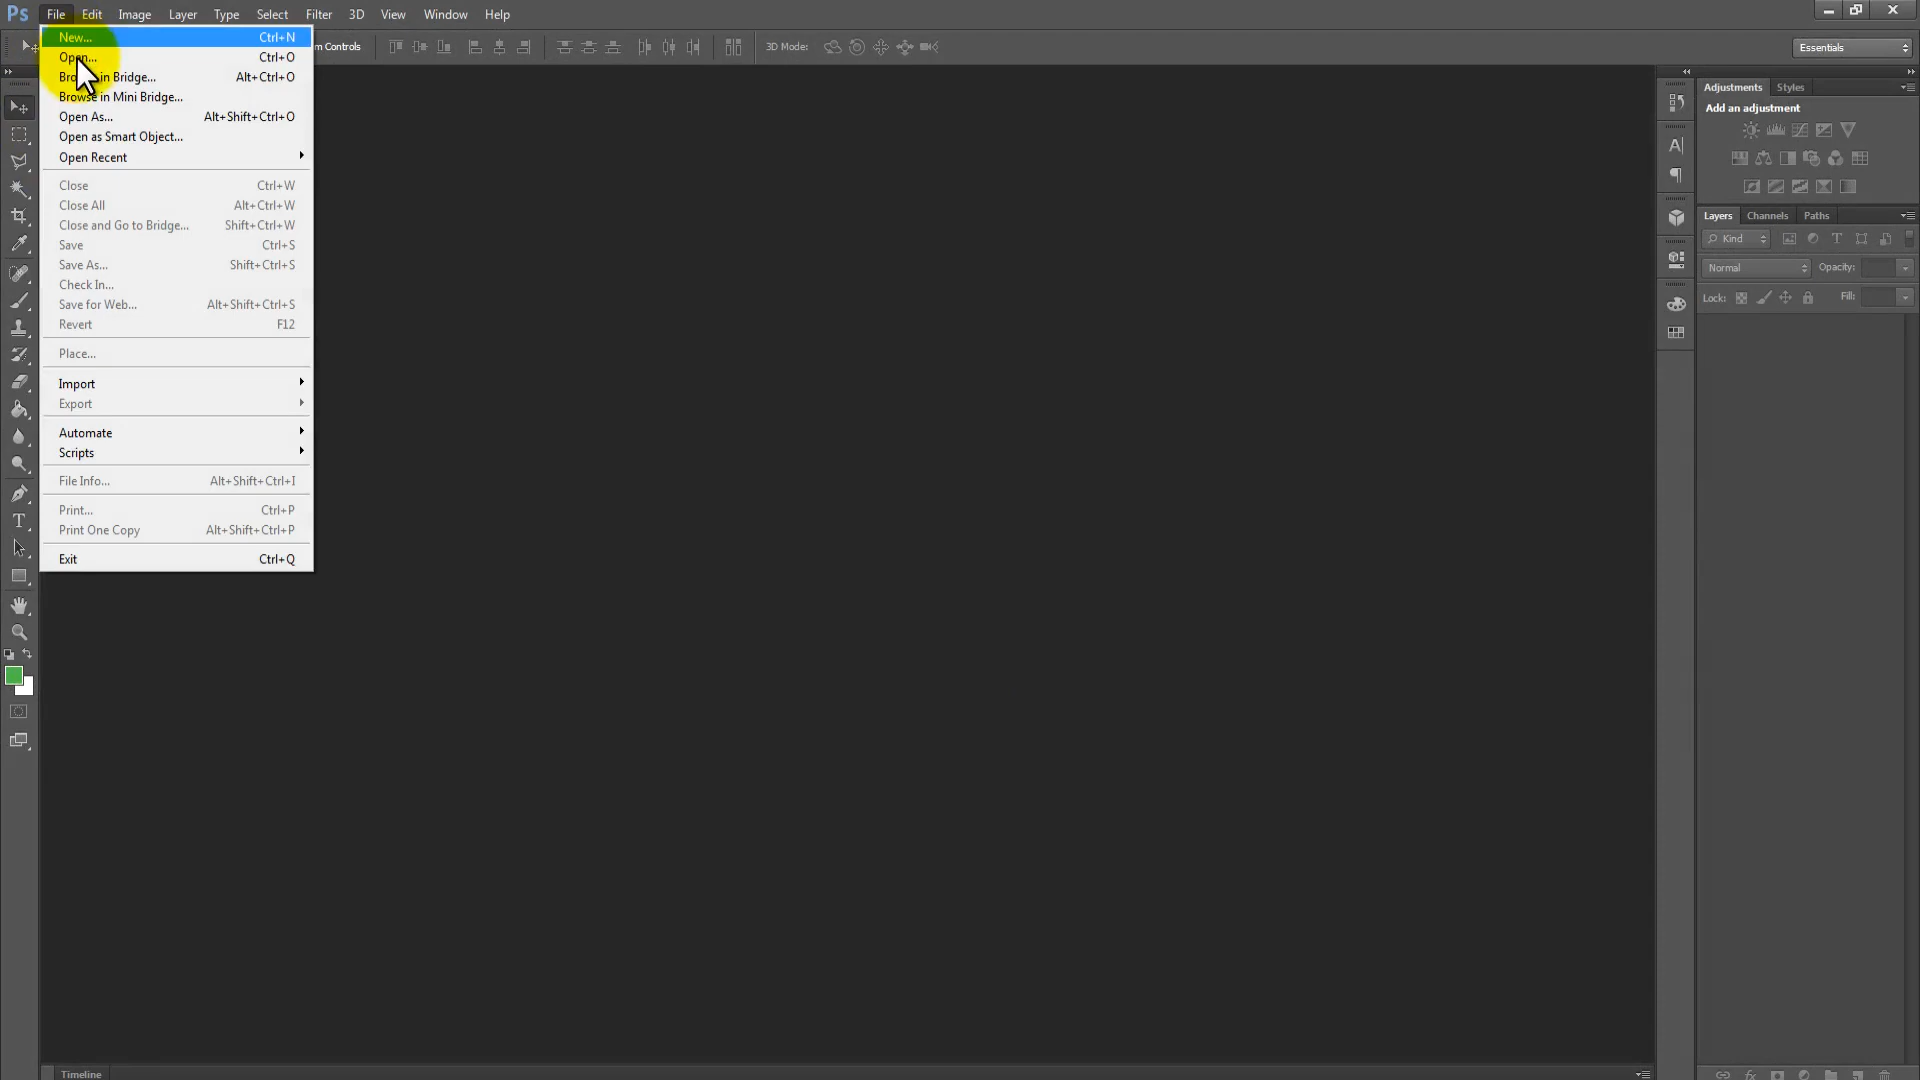 Ps File Edit Image Layer Type Select Filter 3D View Window Help
New... Ctrl+N
m Controls 3D Mode: Essentials
Open... Ctrl+O
in Bridge... Alt+Ctrl+O
Browse in Mini Bridge...
Open As... Alt+Shift+Ctrl+O
Open as Smart Object...
Open Recent
Close Ctrl+W
Close All Alt+Ctrl+W
Close and Go to Bridge... Shift+Ctrl+W
Save Ctrl+S
Save As... Shift+Ctrl+S
Check In...
Save for Web... Alt+Shift+Ctrl+S
Revert F12
Place...
Import
Export
Automate
Scripts
File Info... Alt+Shift+Ctrl+I
Print... Ctrl+P
Print One Copy Alt+Shift+Ctrl+P
Exit Ctrl+Q
T
Adjustments Styles
Add an adjustment
A
Layers Channels Paths
Kind T
Normal Opacity:
Lock: Fill:
Timeline fx